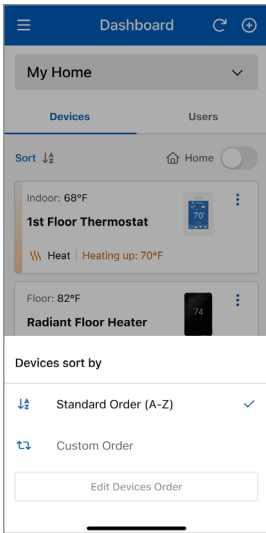 Dashboard
My Home
Devices
Users
Sort
Home
Indoor: 68°F
1st Floor Thermostat
70°
Heat | Heating up: 70°F
Floor: 82°F
Radiant Floor Heater
74
Devices sort by
Standard Order (A-Z)
Custom Order
Edit Devices Order